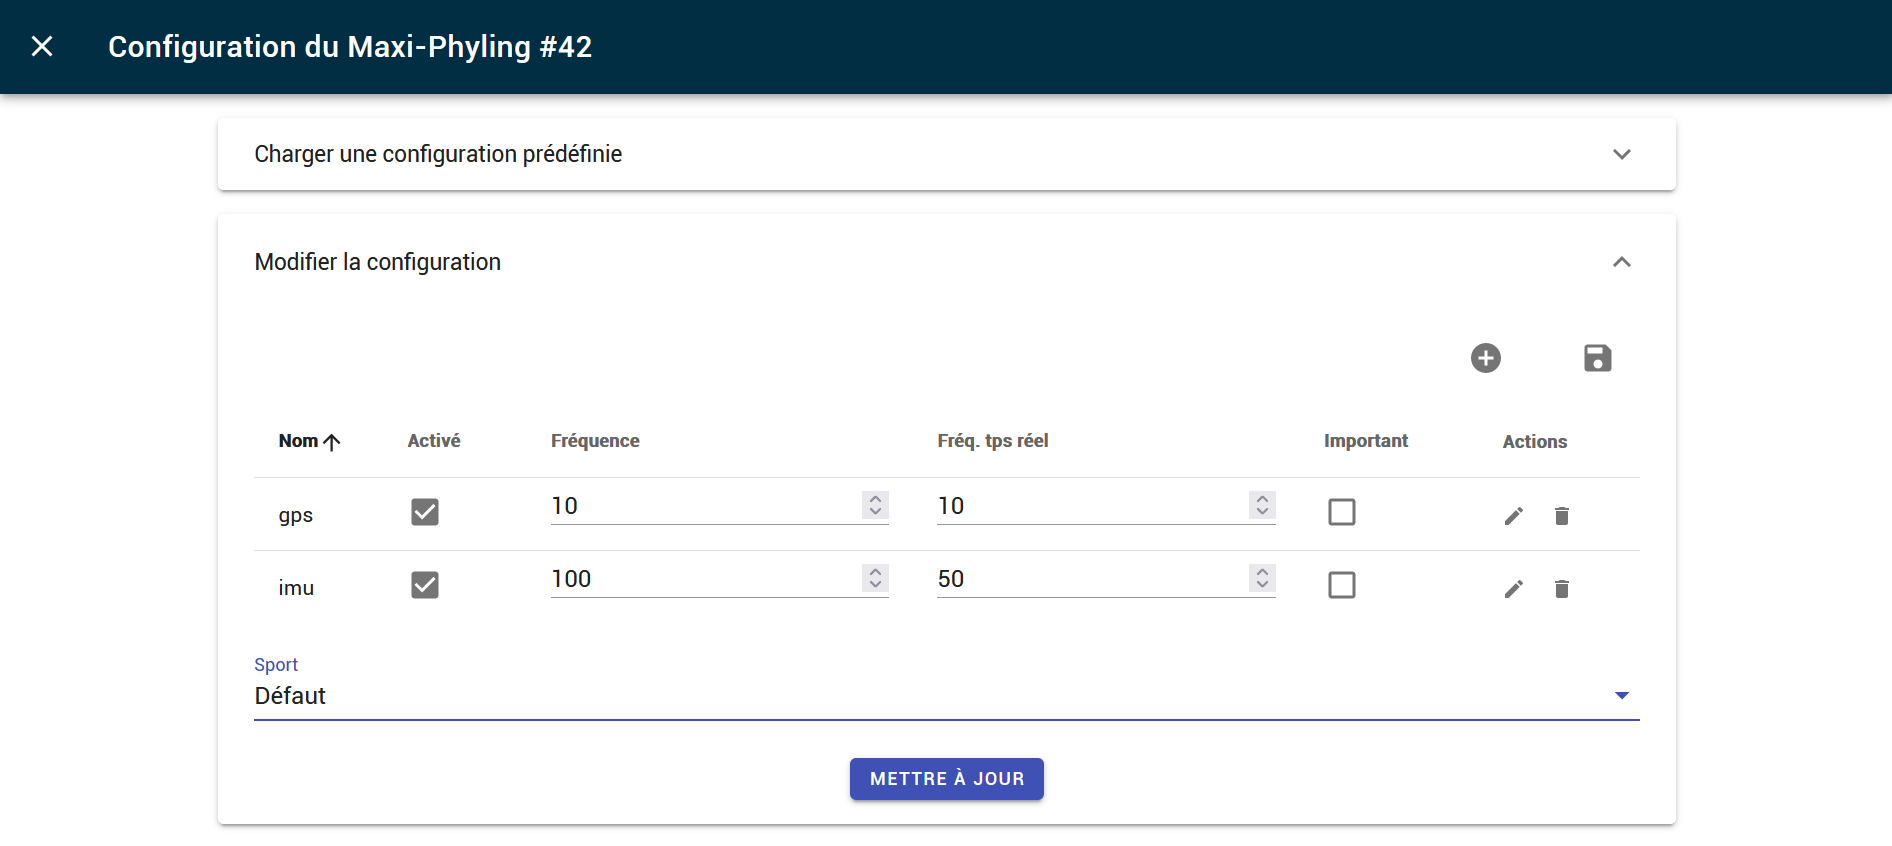 Configuration du Maxi-Phyling #42
Charger une configuration prédéfinie
Modifier la configuration
Nom Activé Fréquence Fréq. tps réel Important Actions
gps 10 10
imu 100 50
Sport
Défaut
METTRE À JOUR